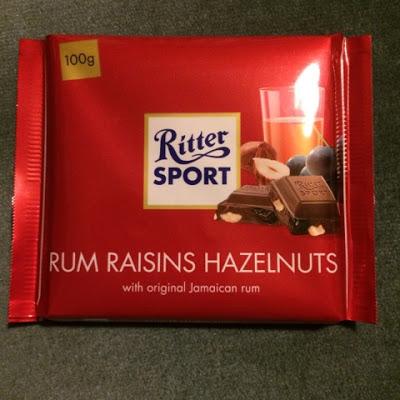 100g
Ritter
SPORT
RUM RAISINS HAZELNUTS
with original Jamaican rum